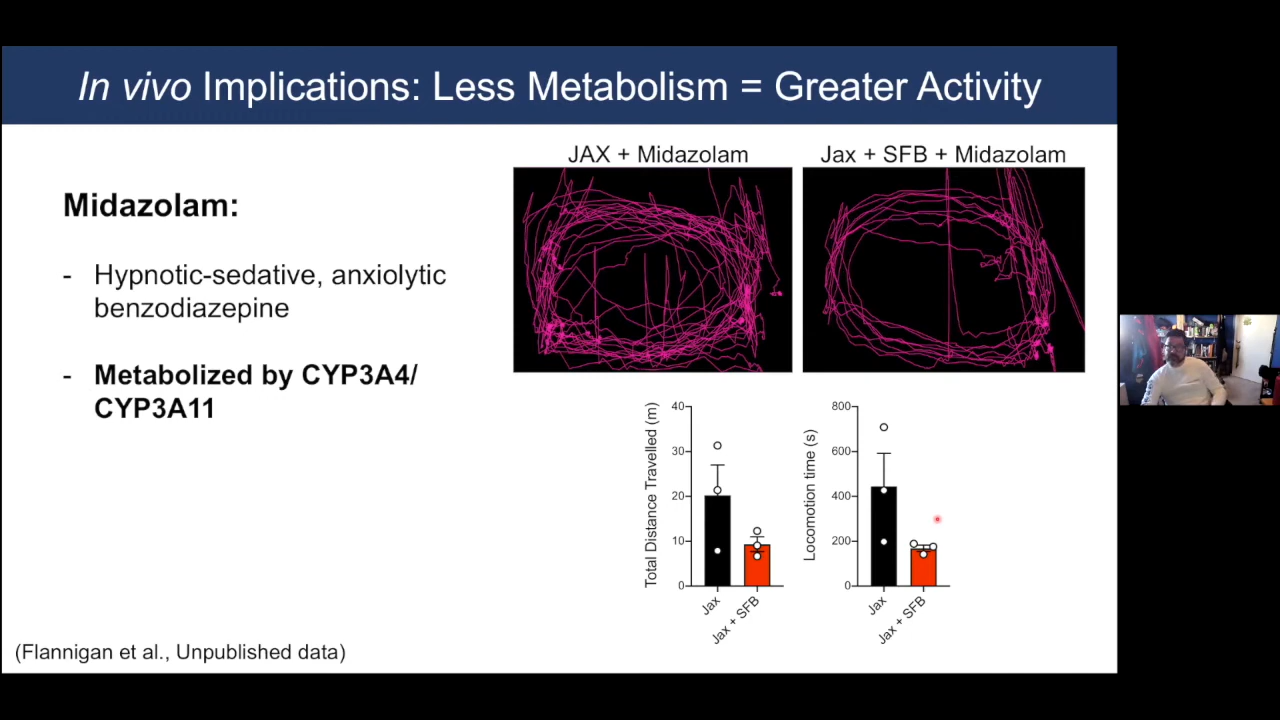 In vivo Implications: Less Metabolism = Greater Activity
Midazolam:
- Hypnotic-sedative, anxiolytic
benzodiazepine
- Metabolized by CYP3A4/
CYP3A11
JAX + Midazolam
Jax + SFB + Midazolam
Total Distance Travelled (m)
40
30
20
10
0
Jax
Jax + SFB
Locomotion time (s)
800
600
400
200
0
Jax
Jax + SFB
(Flannigan et al., Unpublished data)